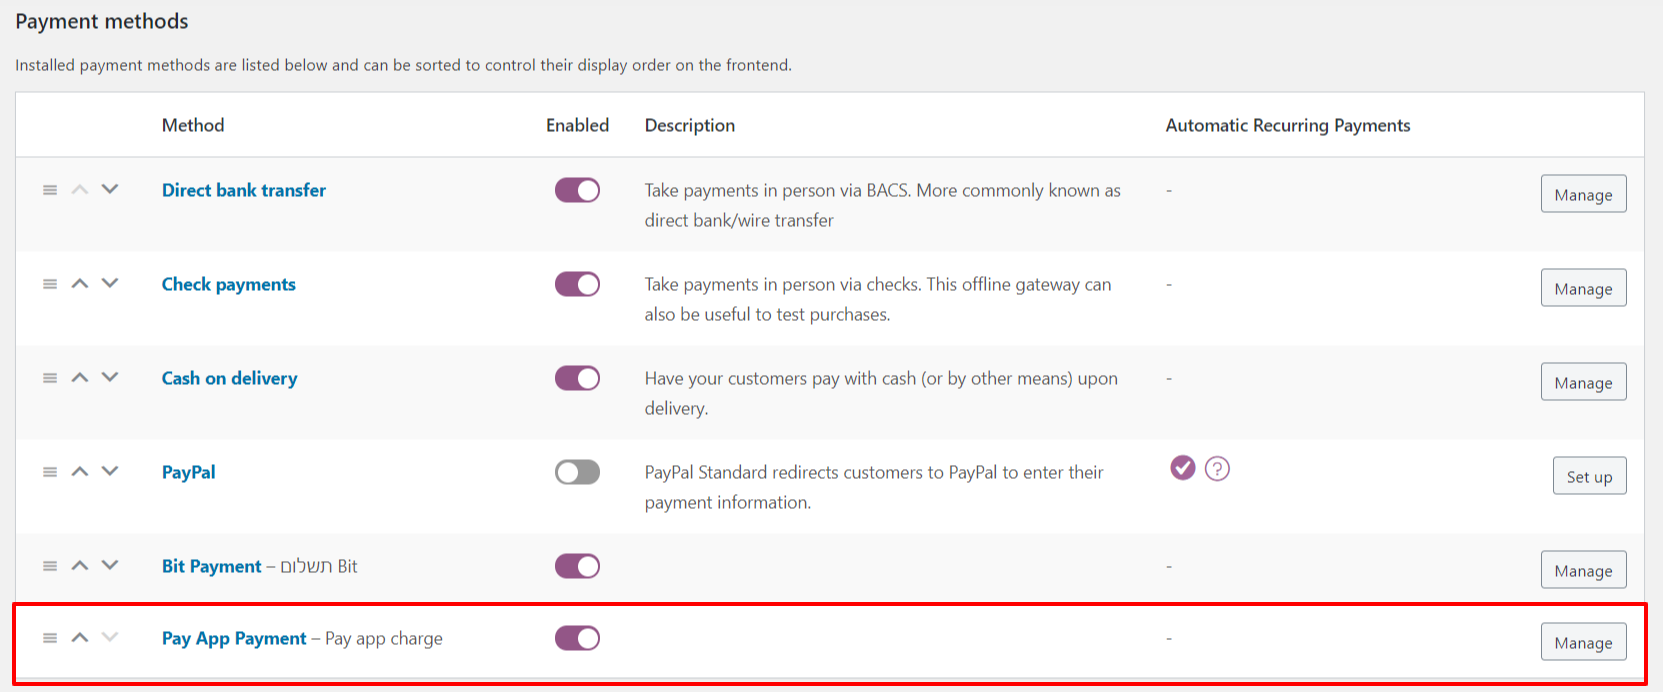 Payment methods
Installed payment methods are listed below and can be sorted to control their display order on the frontend.
Method Enabled Description Automatic Recurring Payments
Direct bank transfer Take payments in person via BACS. More commonly known as - Manage
direct bank/wire transfer
Check payments Take payments in person via checks. This offline gateway can - Manage
also be useful to test purchases.
Cash on delivery Have your customers pay with cash (or by other means) upon - Manage
delivery.
PayPal PayPal Standard redirects customers to PayPal to enter their ? Set up
payment information.
Bit Payment – תשלום Bit - Manage
Pay App Payment – Pay app charge - Manage